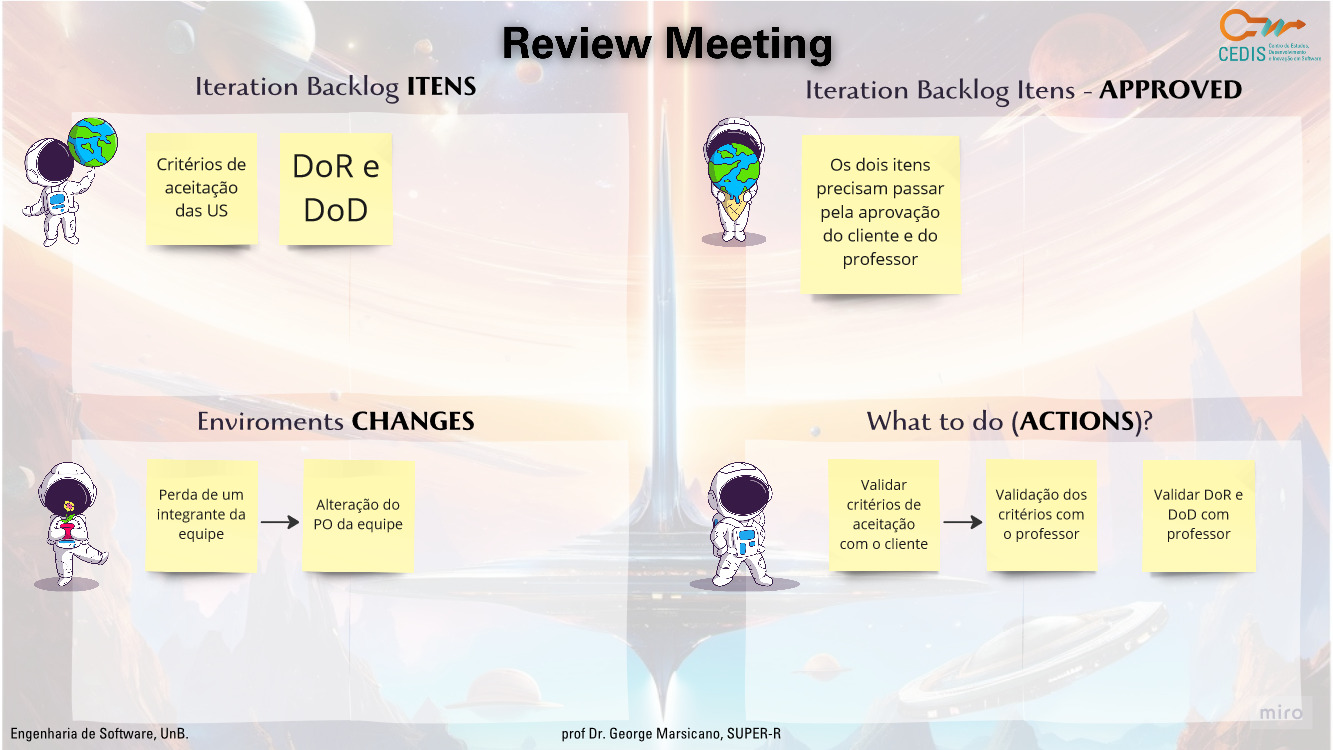 Review Meeting
CEDIS
Centro de Estudos,
Desenvolvimento
e Inovação em Software
Iteration Backlog ITENS
Iteration Backlog Itens - APPROVED
Critérios de
aceitação
das US
DoR e
DoD
Os dois itens
precisam passar
pela aprovação
do cliente e do
professor
Enviroments CHANGES
What to do (ACTIONS)?
Perda de um
integrante da
equipe
Alteração do
PO da equipe
Validar
critérios de
aceitação
com o cliente
Validação dos
critérios com
o professor
Validar DoR e
DoD com
professor
miro
Engenharia de Software, UnB.
prof Dr. George Marsicano, SUPER-R